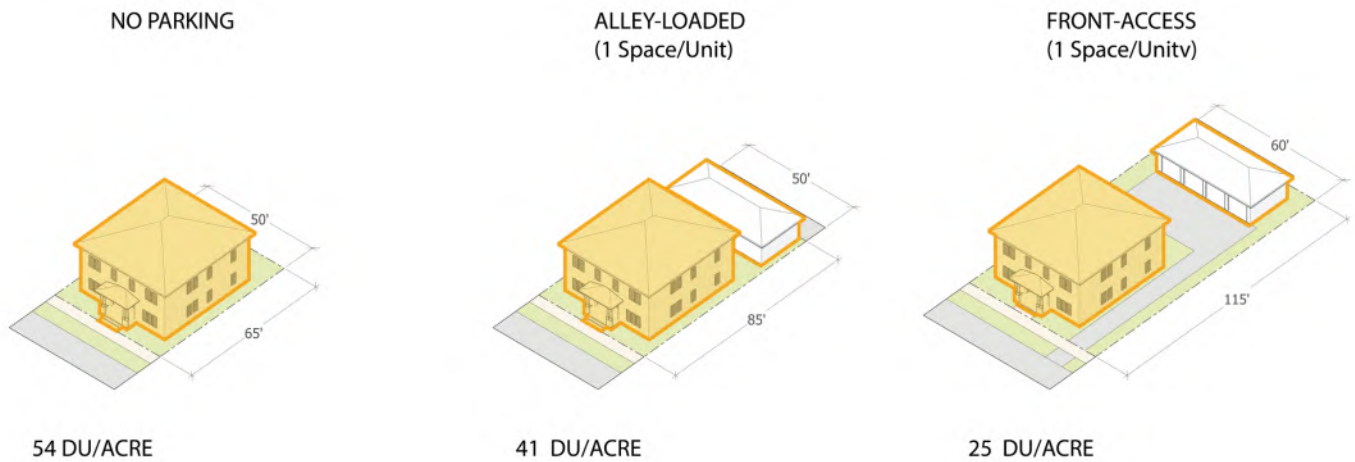 NO PARKING
ALLEY-LOADED
(1 Space/Unit)
FRONT-ACCESS
(1 Space/Unitv)
50'
65'
50'
85'
60'
115'
54 DU/ACRE
41 DU/ACRE
25 DU/ACRE